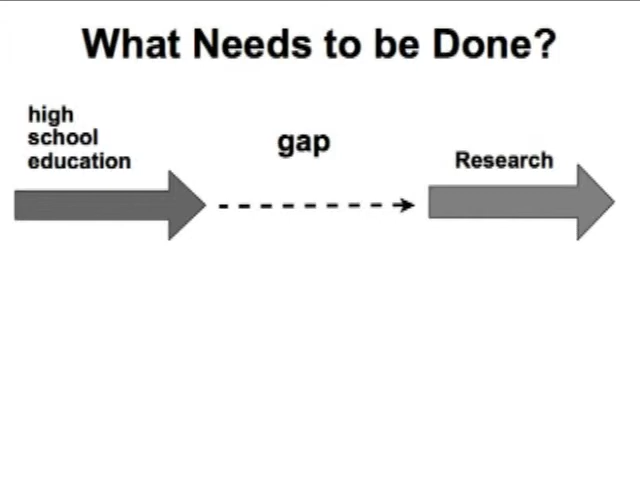 What Needs to be Done?
high
school
education
gap
Research